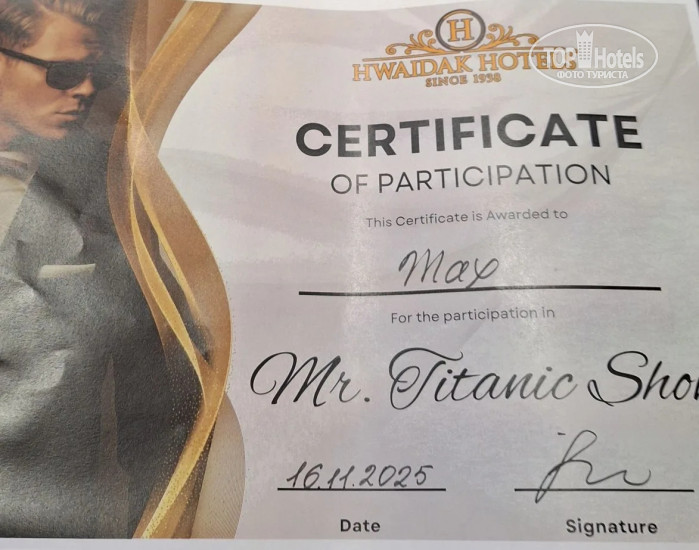 H
HWAIDAK HOTELS
SINCE 1938
TOP Hotels
ФОТО ТУРИСТА
CERTIFICATE
OF PARTICIPATION
This Certificate is Awarded to
Max
For the participation in
Mr. Titanic Show
16.11.2025
Date
Signature